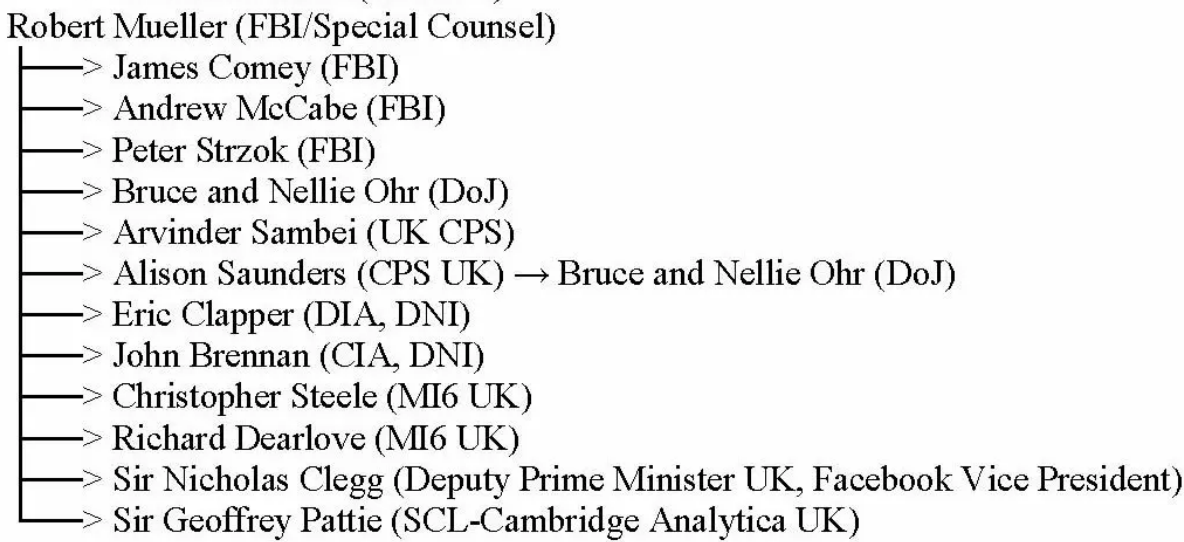 Robert Mueller (FBI/Special Counsel)
James Comey (FBI)
Andrew McCabe (FBI)
Peter Strzok (FBI)
Bruce and Nellie Ohr (DoJ)
Arvinder Sambei (UK CPS)
Alison Saunders (CPS UK) → Bruce and Nellie Ohr (DoJ)
Eric Clapper (DIA, DNI)
John Brennan (CIA, DNI)
Christopher Steele (MI6 UK)
Richard Dearlove (MI6 UK)
Sir Nicholas Clegg (Deputy Prime Minister UK, Facebook Vice President)
Sir Geoffrey Pattie (SCL-Cambridge Analytica UK)